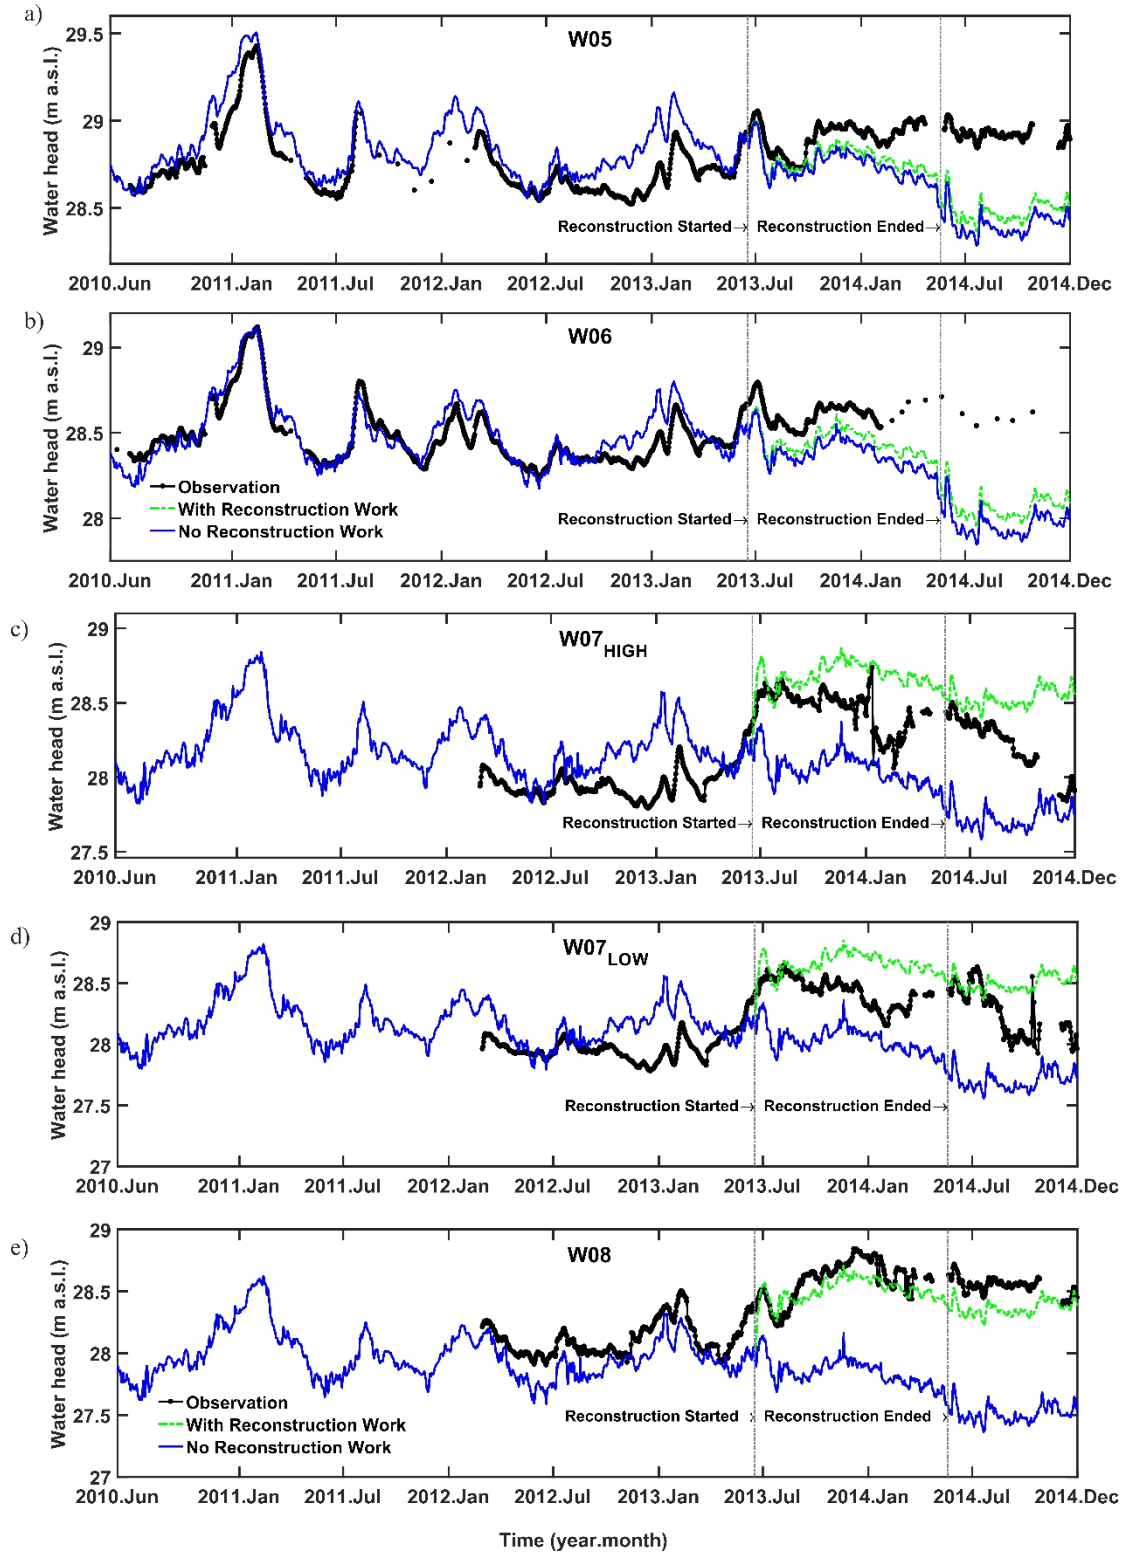 a)
Water head (m a.s.l.)
29.5
29
28.5
W05
Reconstruction Started→
Reconstruction Ended→
2010.Jun 2011.Jan 2011.Jul 2012.Jan 2012.Jul 2013.Jan 2013.Jul 2014.Jan 2014.Jul 2014.Dec
b)
Water head (m a.s.l.)
29
28.5
28
W06
Observation
With Reconstruction Work
No Reconstruction Work
Reconstruction Started→
Reconstruction Ended→
2010.Jun 2011.Jan 2011.Jul 2012.Jan 2012.Jul 2013.Jan 2013.Jul 2014.Jan 2014.Jul 2014.Dec
c)
Water head (m a.s.l.)
29
28.5
28
27.5
W07HIGH
Reconstruction Started→
Reconstruction Ended→
2010.Jun 2011.Jan 2011.Jul 2012.Jan 2012.Jul 2013.Jan 2013.Jul 2014.Jan 2014.Jul 2014.Dec
d)
Water head (m a.s.l.)
29
28.5
28
27.5
27
W07LOW
Reconstruction Started→
Reconstruction Ended→
2010.Jun 2011.Jan 2011.Jul 2012.Jan 2012.Jul 2013.Jan 2013.Jul 2014.Jan 2014.Jul 2014.Dec
e)
Water head (m a.s.l.)
29
28.5
28
27.5
27
W08
Observation
With Reconstruction Work
No Reconstruction Work
Reconstruction Started→
Reconstruction Ended→
2010.Jun 2011.Jan 2011.Jul 2012.Jan 2012.Jul 2013.Jan 2013.Jul 2014.Jan 2014.Jul 2014.Dec
Time (year.month)